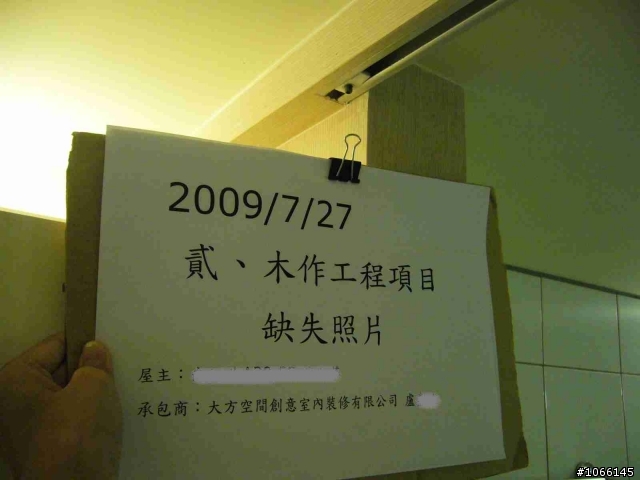 2009/7/27
貳、木作工程項目
缺失照片
屋主：
承包商：大方空間創意室內裝修有限公司 盧
#1066145